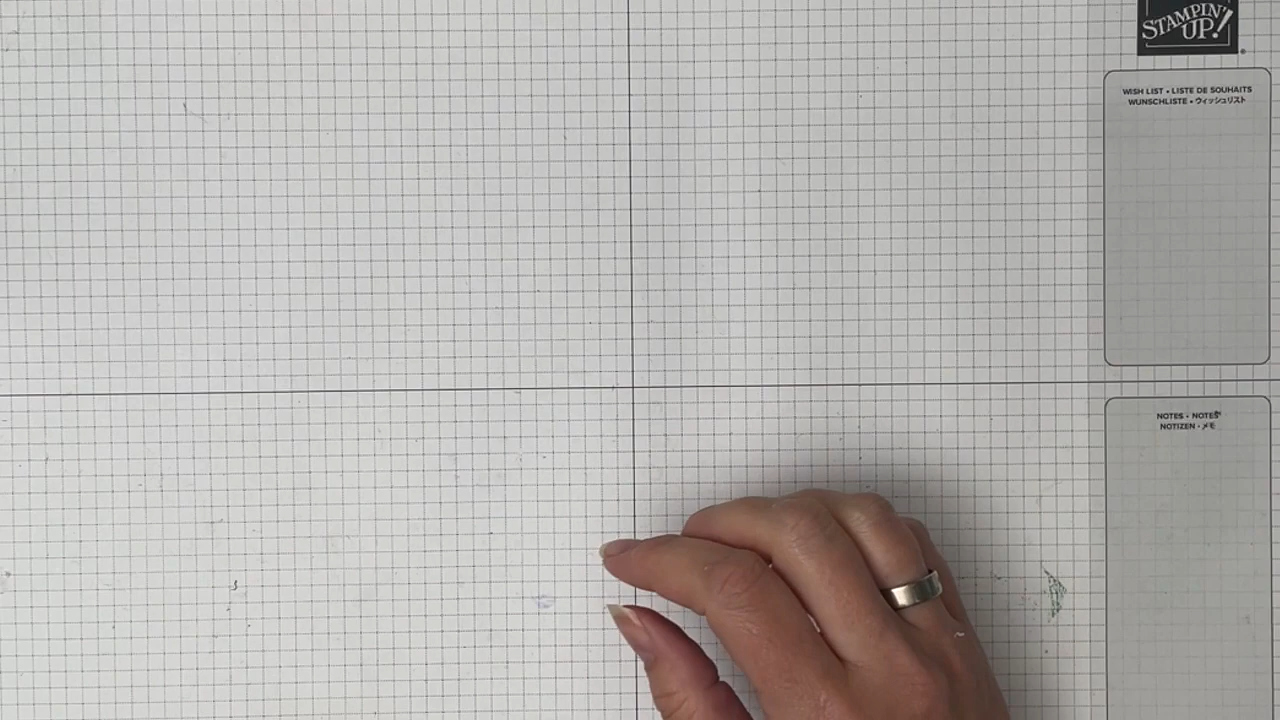 STAMPIN'
UP!®
WISH LIST • LISTE DE SOUHAITS
WUNSCHLISTE • ウィッシュリスト
NOTES • NOTES
NOTIZEN • メモ